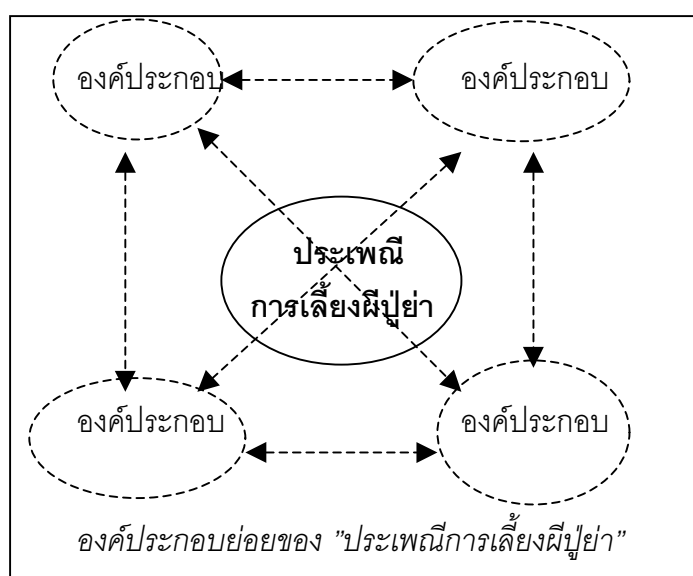 องค์ประกอบ องค์ประกอบ
ประเพณี
การเลี้ยงผีปู่ย่า
องค์ประกอบ องค์ประกอบ
องค์ประกอบย่อยของ "ประเพณีการเลี้ยงผีปู่ย่า"